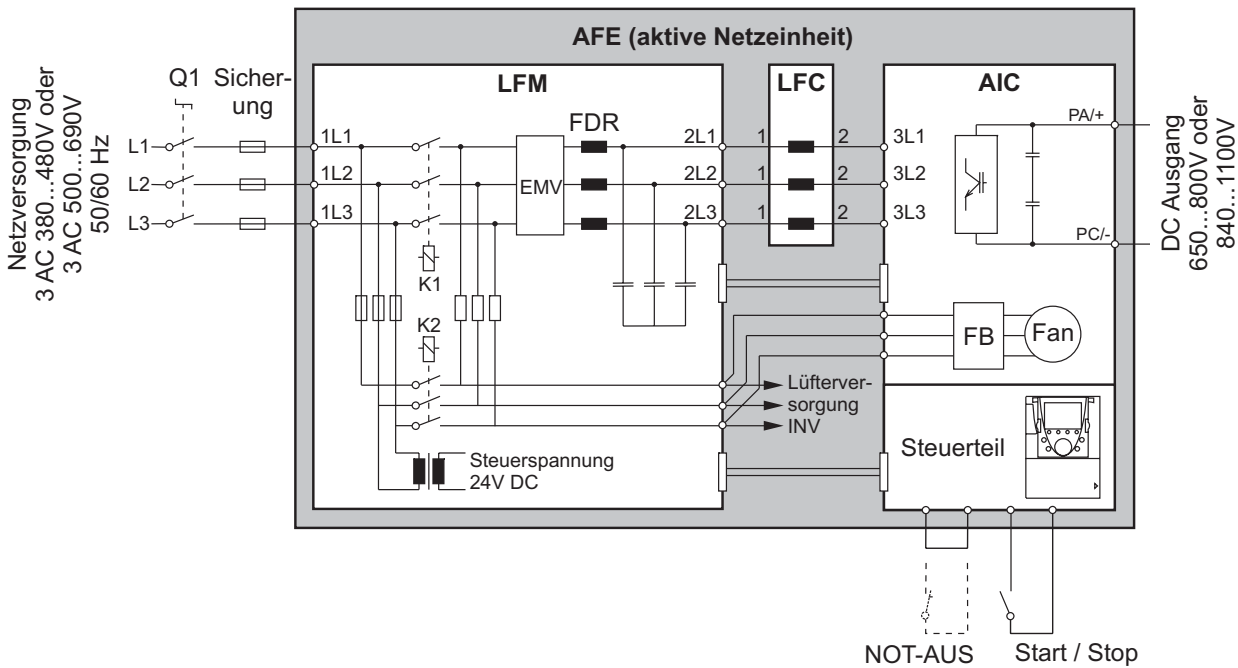 AFE (aktive Netzeinheit)
Netzversorgung
3 AC 380...480V oder
3 AC 500...690V
50/60 Hz
Q1
Sicher-
ung
L1
L2
L3
LFM
1L1
1L2
1L3
K1
K2
EMV
FDR
2L1
2L2
2L3
Steuerspannung
24V DC
LFC
1 2
1 2
1 2
AIC
3L1
3L2
3L3
PA/+
PC/-
DC Ausgang
650...800V oder
840...1100V
FB
Fan
Lüfterver-
sorgung
INV
Steuerteil
NOT-AUS
Start / Stop